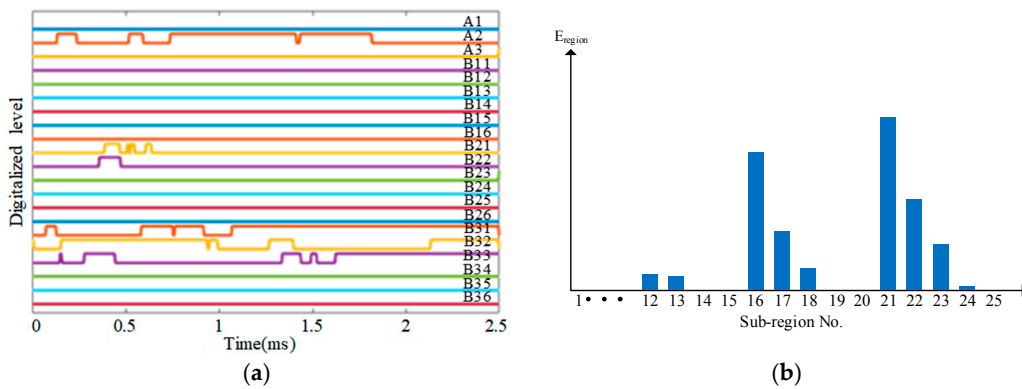 Digitalized level
A1
A2
A3
B11
B12
B13
B14
B15
B16
B21
B22
B23
B24
B25
B26
B31
B32
B33
B34
B35
B36
0 0.5 1 1.5 2 2.5
Time(ms)
(a)
E_region
1 • • • 12 13 14 15 16 17 18 19 20 21 22 23 24 25
Sub-region No.
(b)